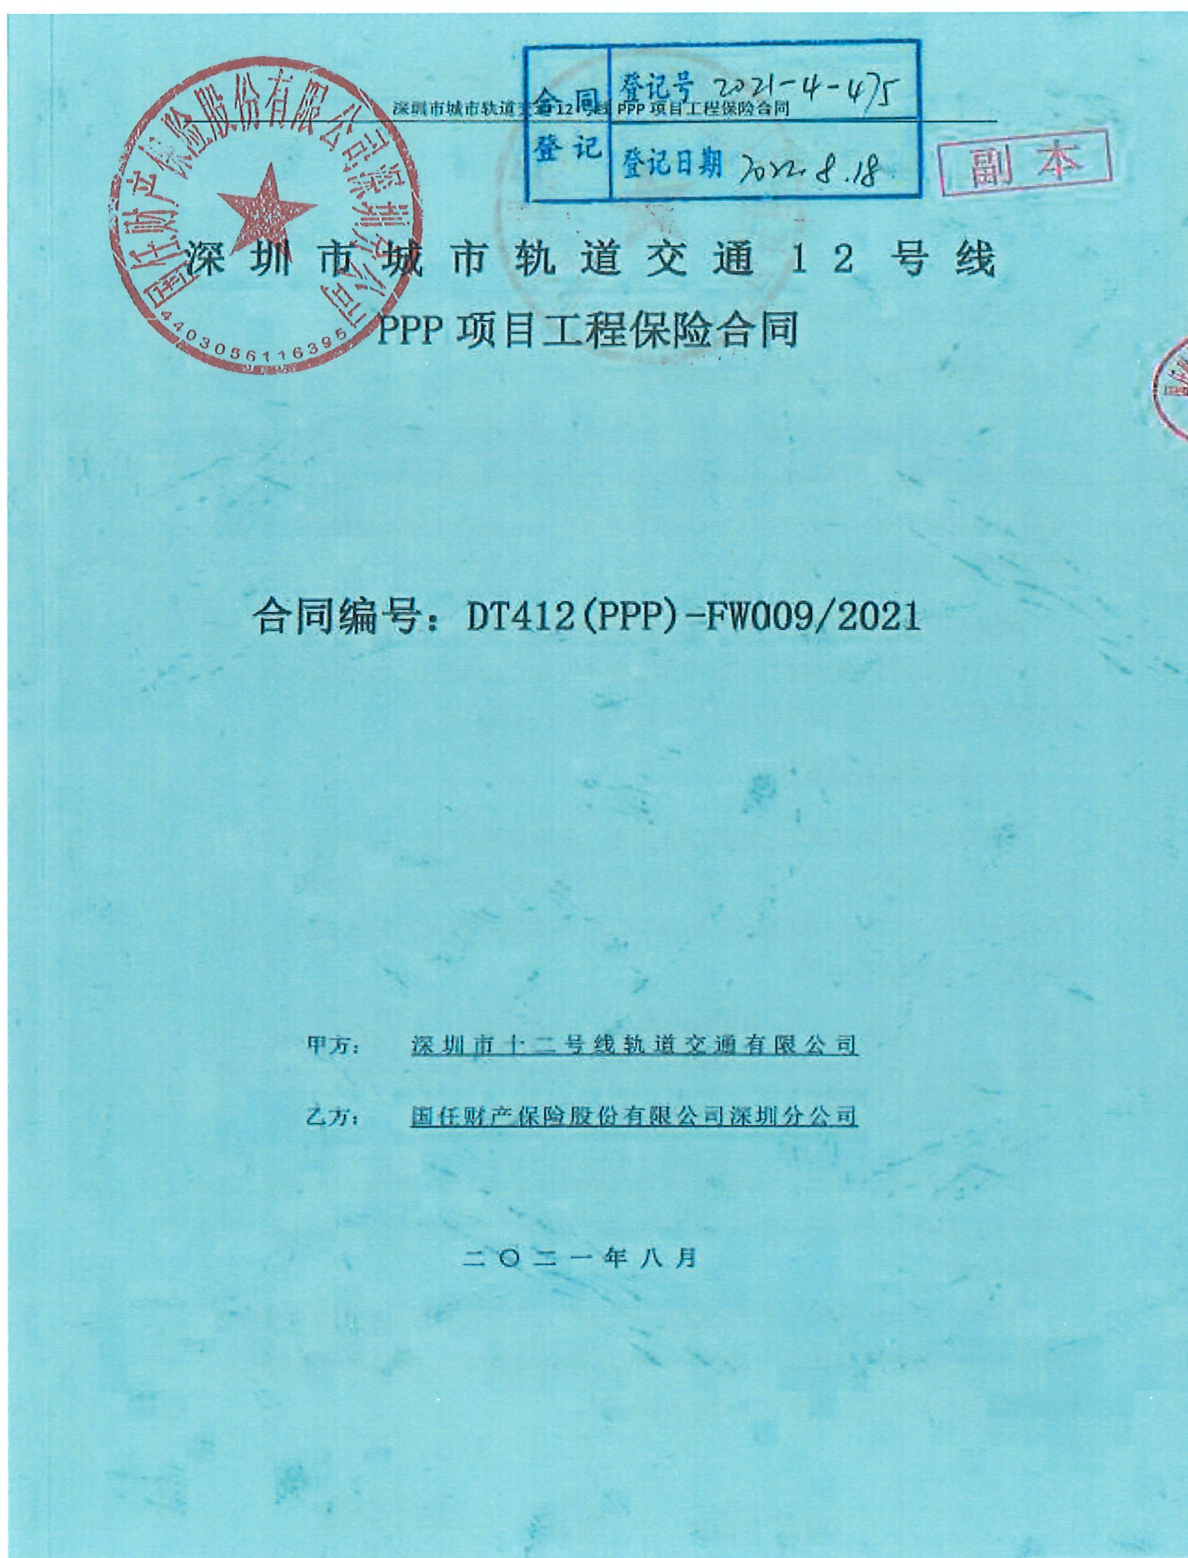 合同登记
登记号 2021-4-475
登记日期 2022.8.18
深圳市城市轨道交通12号线 PPP 项目工程保险合同
副本
国任财产保险股份有限公司深圳分公司
4403056116395
深圳市城市轨道交通12号线
PPP 项目工程保险合同
合同编号：DT412(PPP)-FW009/2021
甲方： 深圳市十二号线轨道交通有限公司
乙方： 国任财产保险股份有限公司深圳分公司
二〇二一年八月